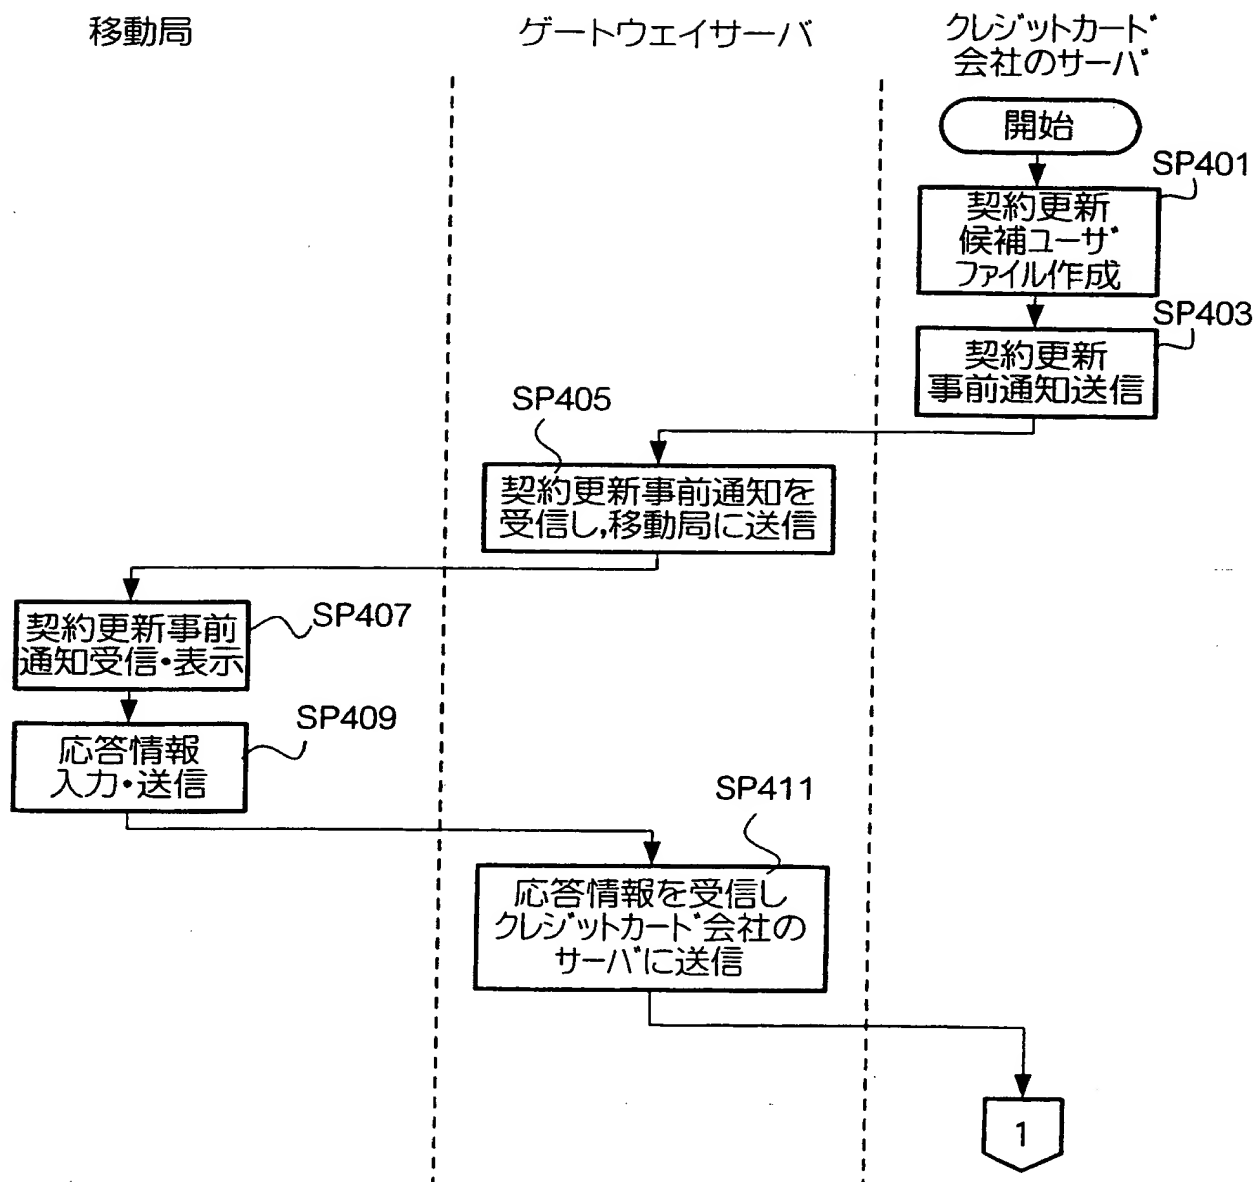 移動局
ゲートウェイサーバ
クレジットカード
会社のサーバ
開始
SP401
契約更新
候補ユーザ
ファイル作成
SP403
契約更新
事前通知送信
SP405
契約更新事前通知を
受信し,移動局に送信
SP407
契約更新事前
通知受信・表示
SP409
応答情報
入力・送信
SP411
応答情報を受信し
クレジットカード会社の
サーバに送信
1